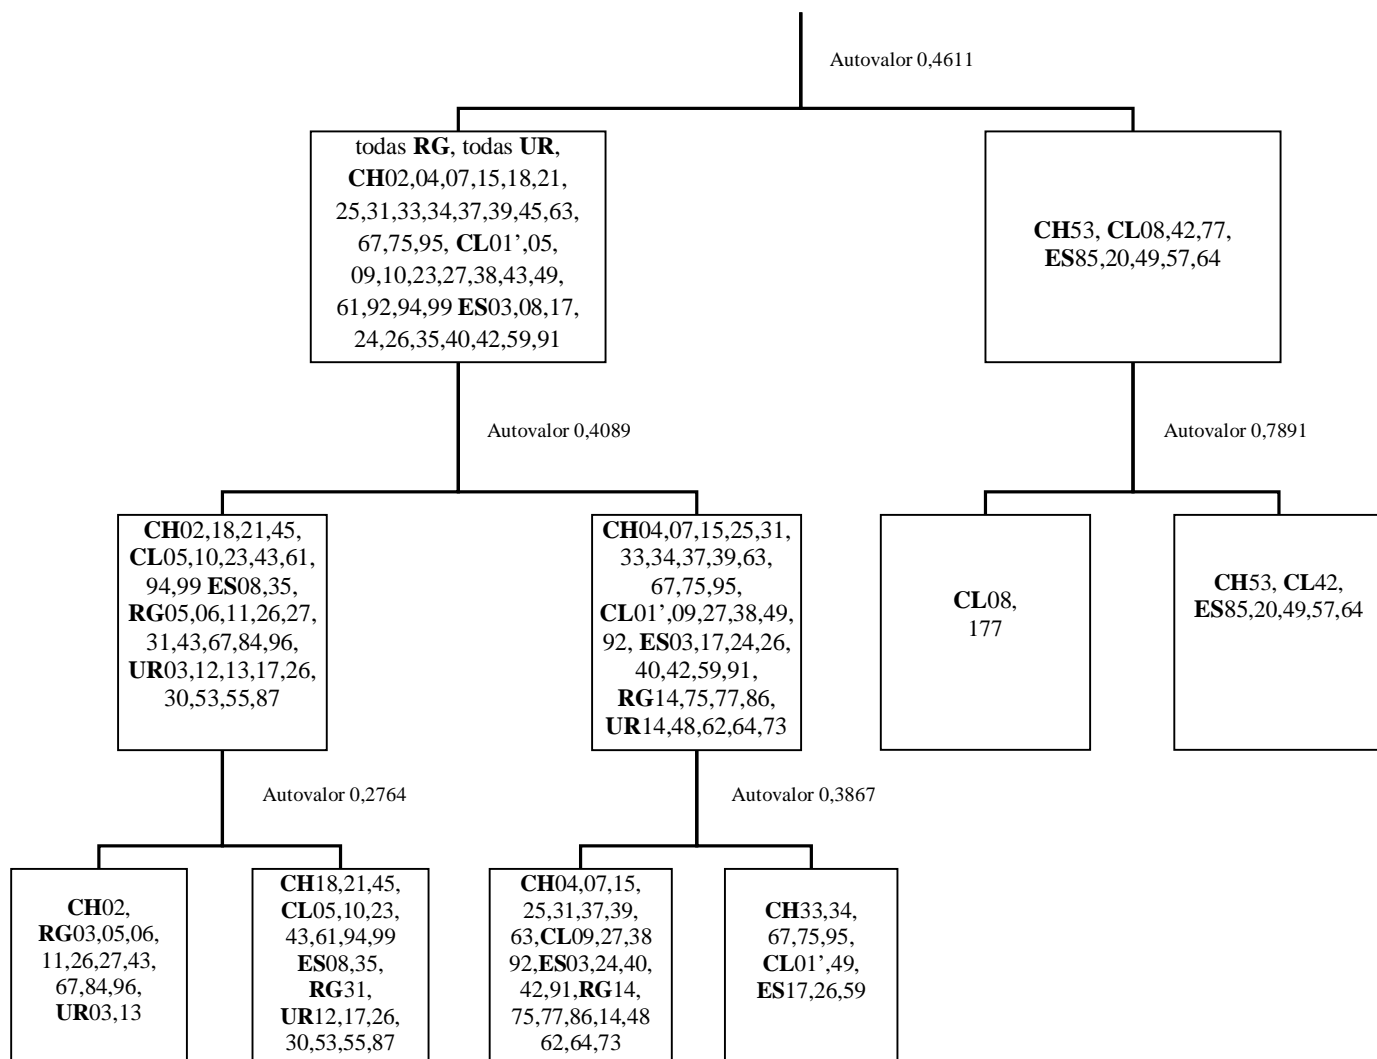 Autovalor 0,4611
todas RG, todas UR,
CH02,04,07,15,18,21,
25,31,33,34,37,39,45,63,
67,75,95, CL01’,05,
09,10,23,27,38,43,49,
61,92,94,99 ES03,08,17,
24,26,35,40,42,59,91
CH53, CL08,42,77,
ES85,20,49,57,64
Autovalor 0,4089
Autovalor 0,7891
CH02,18,21,45,
CL05,10,23,43,61,
94,99 ES08,35,
RG05,06,11,26,27,
31,43,67,84,96,
UR03,12,13,17,26,
30,53,55,87
CH04,07,15,25,31,
33,34,37,39,63,
67,75,95,
CL01’,09,27,38,49,
92, ES03,17,24,26,
40,42,59,91,
RG14,75,77,86,
UR14,48,62,64,73
CL08,
177
CH53, CL42,
ES85,20,49,57,64
Autovalor 0,2764
Autovalor 0,3867
CH02,
RG03,05,06,
11,26,27,43,
67,84,96,
UR03,13
CH18,21,45,
CL05,10,23,
43,61,94,99
ES08,35,
RG31,
UR12,17,26,
30,53,55,87
CH04,07,15,
25,31,37,39,
63,CL09,27,38
92,ES03,24,40,
42,91,RG14,
75,77,86,14,48
62,64,73
CH33,34,
67,75,95,
CL01’,49,
ES17,26,59